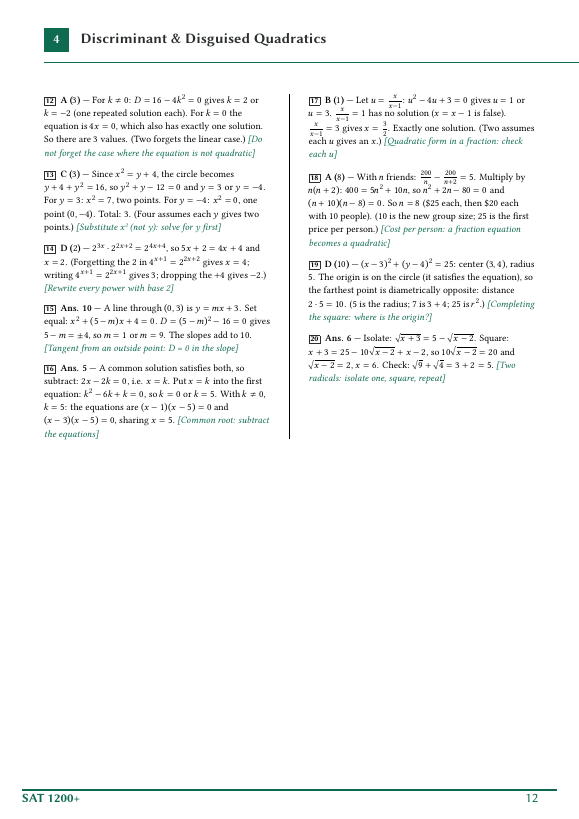 4 Discriminant & Disguised Quadratics
12 A (3) — For k ≠ 0: D = 16 − 4k² = 0 gives k = 2 or
k = −2 (one repeated solution each). For k = 0 the
equation is 4x = 0, which also has exactly one solution.
So there are 3 values. (Two forgets the linear case.) [Do
not forget the case where the equation is not quadratic]
13 C (3) — Since x² = y + 4, the circle becomes
y + 4 + y² = 16, so y² + y − 12 = 0 and y = 3 or y = −4.
For y = 3: x² = 7, two points. For y = −4: x² = 0, one
point (0, −4). Total: 3. (Four assumes each y gives two
points.) [Substitute x² (not y): solve for y first]
14 D (2) — 2³ˣ · 2²ˣ⁺² = 2⁴ˣ⁺⁴, so 5x + 2 = 4x + 4 and
x = 2. (Forgetting the 2 in 4ˣ⁺¹ = 2²ˣ⁺² gives x = 4;
writing 4ˣ⁺¹ = 2²ˣ⁺¹ gives 3; dropping the +4 gives −2.)
[Rewrite every power with base 2]
15 Ans. 10 — A line through (0, 3) is y = mx + 3. Set
equal: x² + (5 − m)x + 4 = 0. D = (5 − m)² − 16 = 0 gives
5 − m = ±4, so m = 1 or m = 9. The slopes add to 10.
[Tangent from an outside point: D = 0 in the slope]
16 Ans. 5 — A common solution satisfies both, so
subtract: 2x − 2k = 0, i.e. x = k. Put x = k into the first
equation: k² − 6k + k = 0, so k = 0 or k = 5. With k ≠ 0,
k = 5: the equations are (x − 1)(x − 5) = 0 and
(x − 3)(x − 5) = 0, sharing x = 5. [Common root: subtract
the equations]
17 B (1) — Let u = x/(x−1): u² − 4u + 3 = 0 gives u = 1 or
u = 3. x/(x−1) = 1 has no solution (x = x − 1 is false).
x/(x−1) = 3 gives x = 3/2. Exactly one solution. (Two assumes
each u gives an x.) [Quadratic form in a fraction: check
each u]
18 A (8) — With n friends: 200/n − 200/(n+2) = 5. Multiply by
n(n + 2): 400 = 5n² + 10n, so n² + 2n − 80 = 0 and
(n + 10)(n − 8) = 0. So n = 8 ($25 each, then $20 each
with 10 people). (10 is the new group size; 25 is the first
price per person.) [Cost per person: a fraction equation
becomes a quadratic]
19 D (10) — (x − 3)² + (y − 4)² = 25: center (3, 4), radius
5. The origin is on the circle (it satisfies the equation), so
the farthest point is diametrically opposite: distance
2 · 5 = 10. (5 is the radius; 7 is 3 + 4; 25 is r².) [Completing
the square: where is the origin?]
20 Ans. 6 — Isolate: √(x + 3) = 5 − √(x − 2). Square:
x + 3 = 25 − 10√(x − 2) + x − 2, so 10√(x − 2) = 20 and
√(x − 2) = 2, x = 6. Check: √9 + √4 = 3 + 2 = 5. [Two
radicals: isolate one, square, repeat]
SAT 1200+ 12